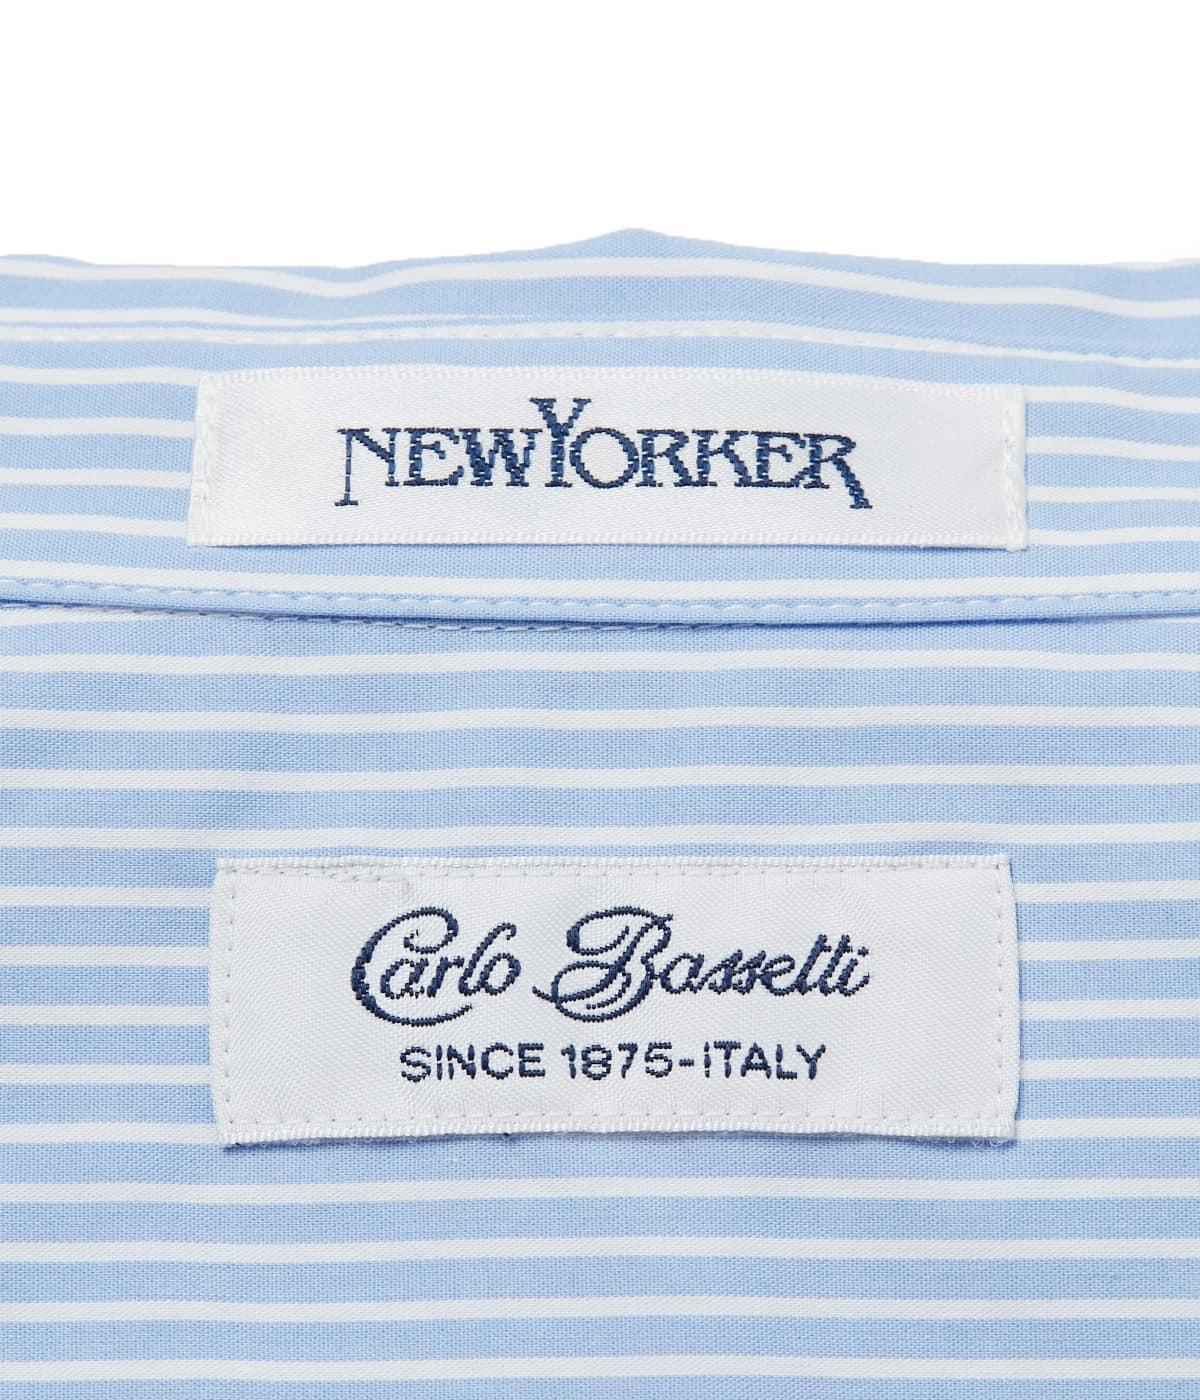 NEWYORKER
Carlo Bassetti
SINCE 1875-ITALY